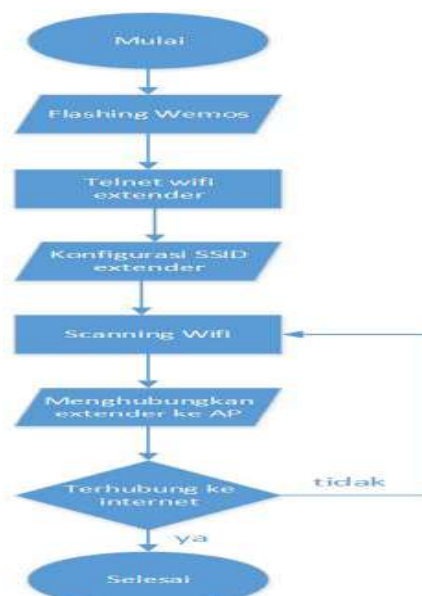 Mulai
Flashing Wemos
Telnet wifi
extender
Konfigurasi SSID
extender
Scanning Wifi
Menghubungkan
extender ke AP
Terhubung ke
internet
tidak
ya
Selesai